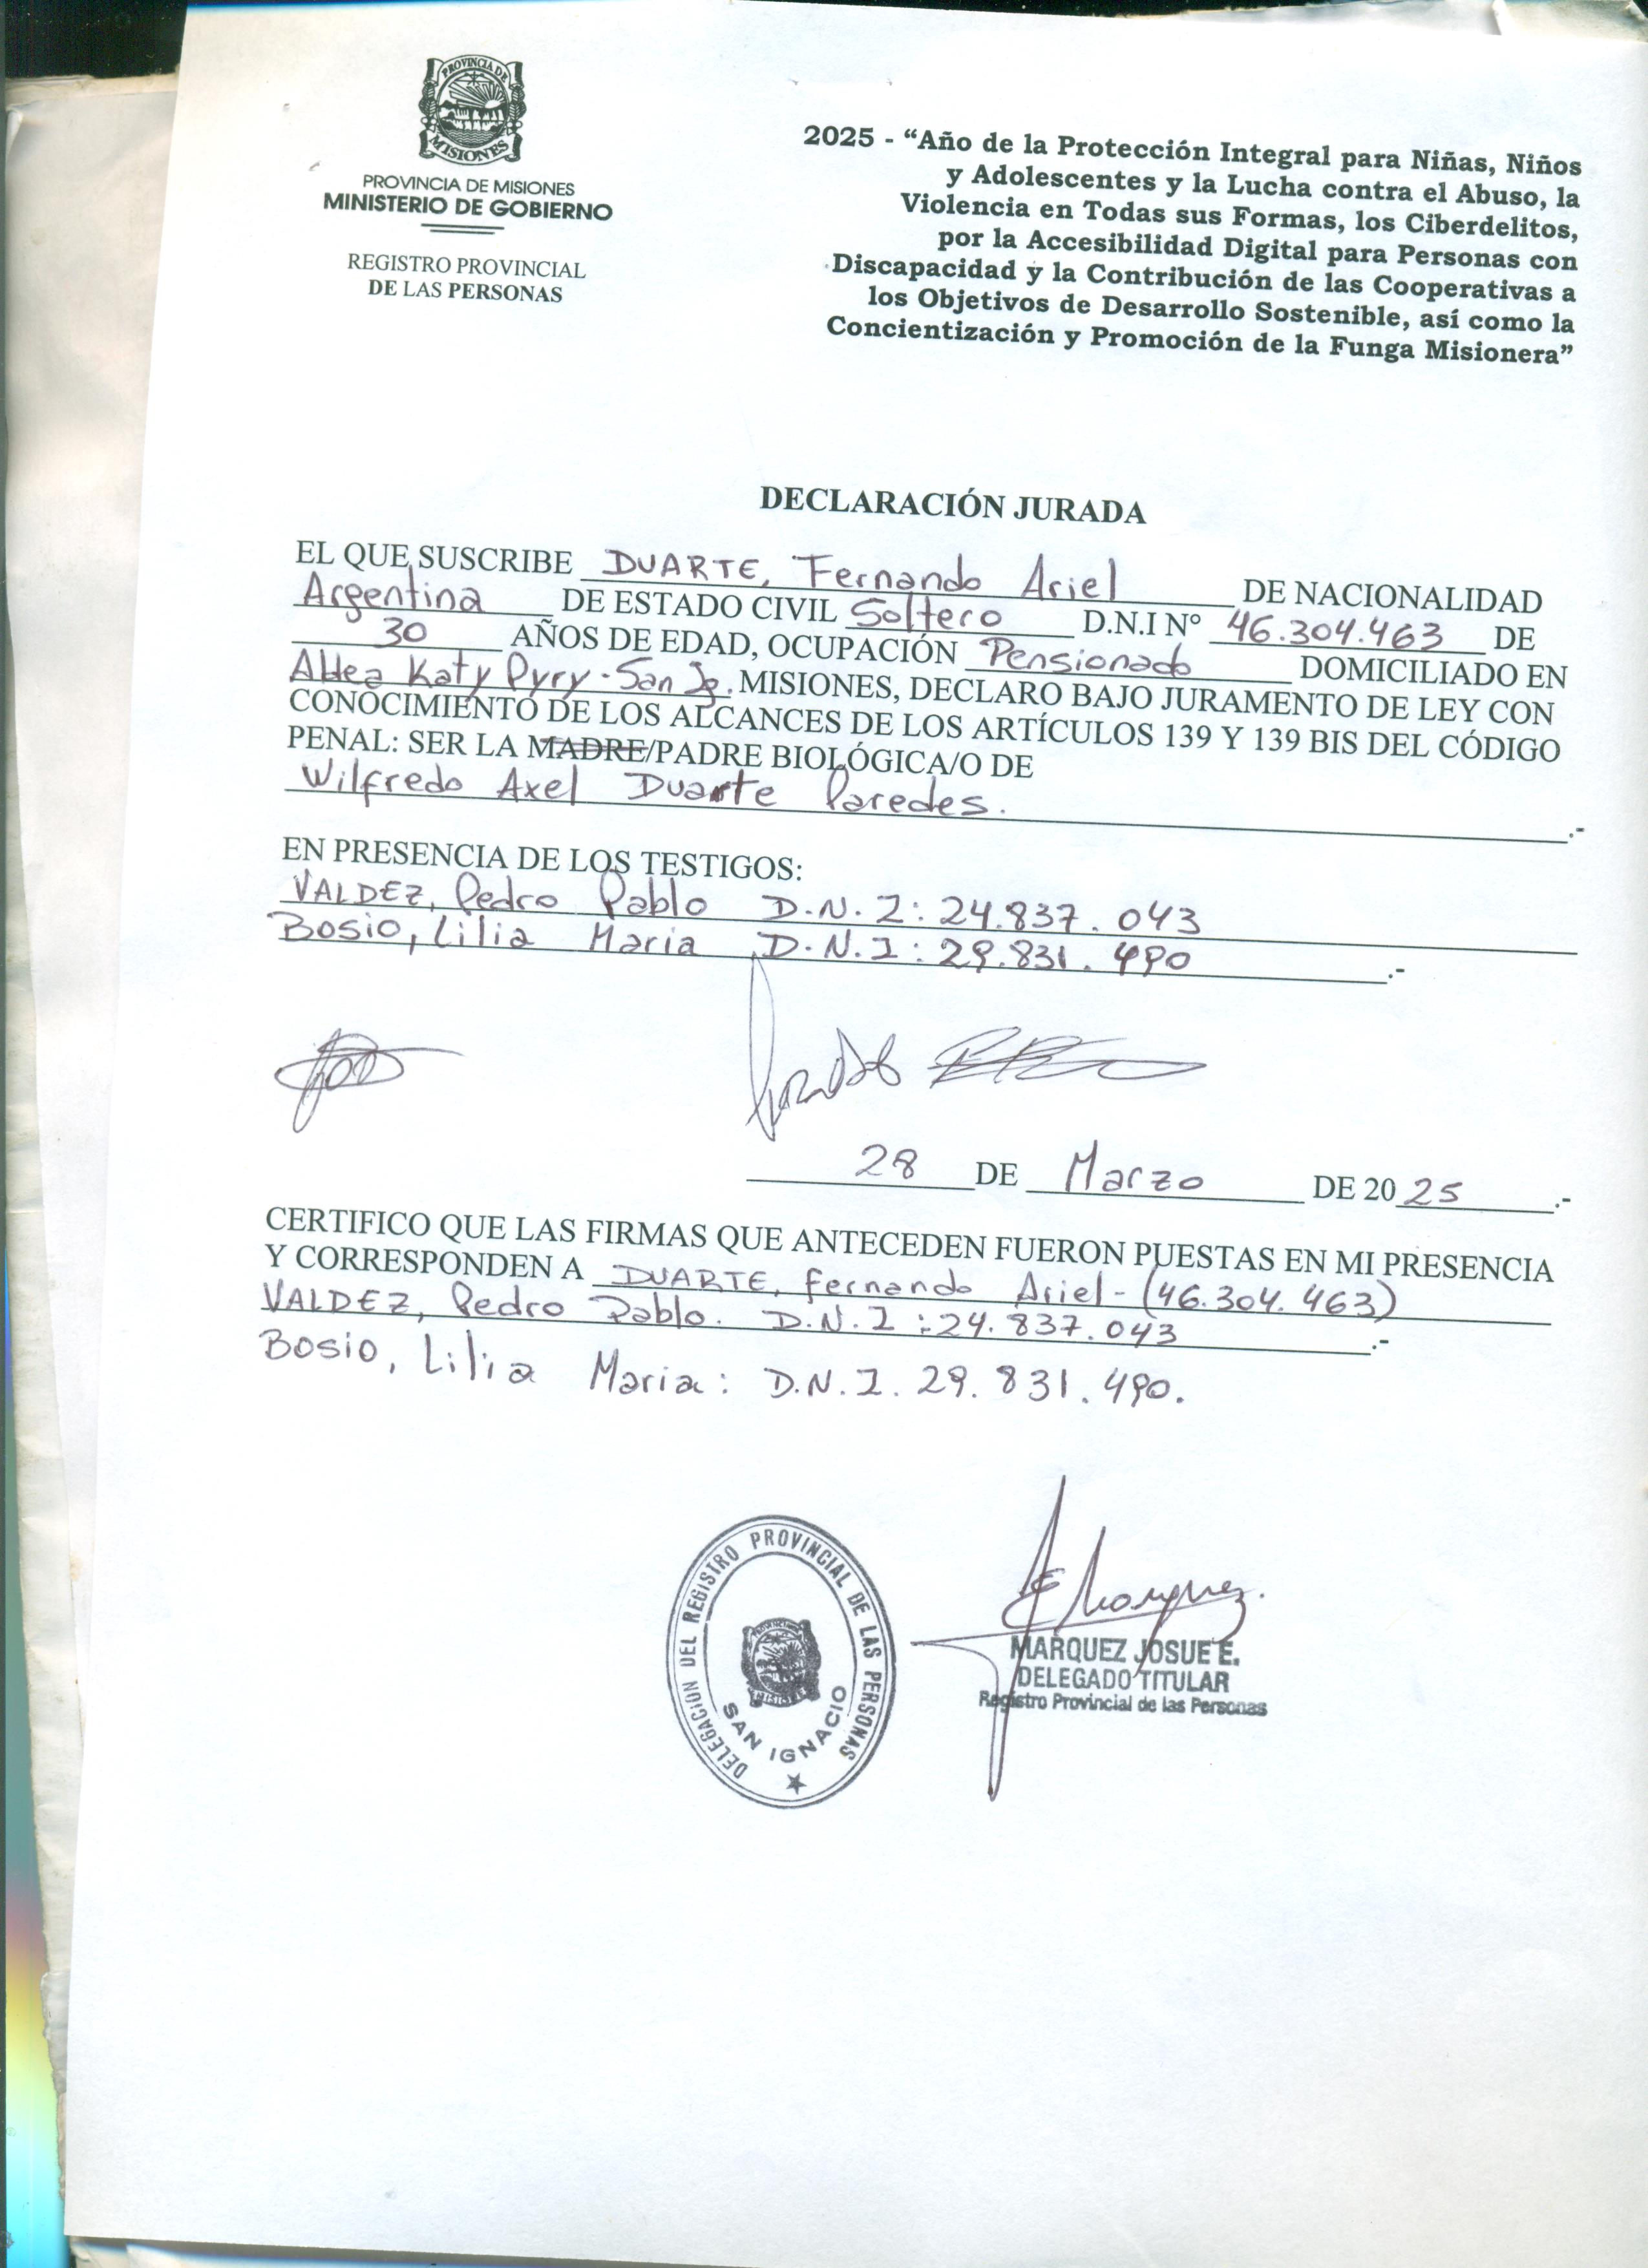 PROVINCIA DE
MISIONES
PROVINCIA DE MISIONES
MINISTERIO DE GOBIERNO
REGISTRO PROVINCIAL
DE LAS PERSONAS
2025 - “Año de la Protección Integral para Niñas, Niños
y Adolescentes y la Lucha contra el Abuso, la
Violencia en Todas sus Formas, los Ciberdelitos,
por la Accesibilidad Digital para Personas con
Discapacidad y la Contribución de las Cooperativas a
los Objetivos de Desarrollo Sostenible, así como la
Concientización y Promoción de la Funga Misionera”
DECLARACIÓN JURADA
EL QUE SUSCRIBE DUARTE, Fernando Ariel DE NACIONALIDAD
Argentina DE ESTADO CIVIL Soltero D.N.I N° 46.304.463 DE
30 AÑOS DE EDAD, OCUPACIÓN Pensionado DOMICILIADO EN
Aldea Katy Pyry-San Ig. MISIONES, DECLARO BAJO JURAMENTO DE LEY CON
CONOCIMIENTO DE LOS ALCANCES DE LOS ARTÍCULOS 139 Y 139 BIS DEL CÓDIGO
PENAL: SER LA MADRE/PADRE BIOLÓGICA/O DE
Wilfredo Axel Duarte Paredes.
.-
EN PRESENCIA DE LOS TESTIGOS:
VALDEZ, Pedro Pablo D.N.I: 24.837.043
Bosio, Lilia Maria D.N.I: 29.831.490 .-
28 DE Marzo DE 2025 .-
CERTIFICO QUE LAS FIRMAS QUE ANTECEDEN FUERON PUESTAS EN MI PRESENCIA
Y CORRESPONDEN A DUARTE, fernando Ariel-(46.304.463)
VALDEZ, Pedro Pablo. D.N.I:24.837.043 .-
Bosio, Lilia Maria: D.N.I. 29.831.490.
DELEGACION DEL REGISTRO PROVINCIAL DE LAS PERSONAS
MISIONES
SAN IGNACIO
E Marquez.
MARQUEZ JOSUE E.
DELEGADO TITULAR
Registro Provincial de las Personas